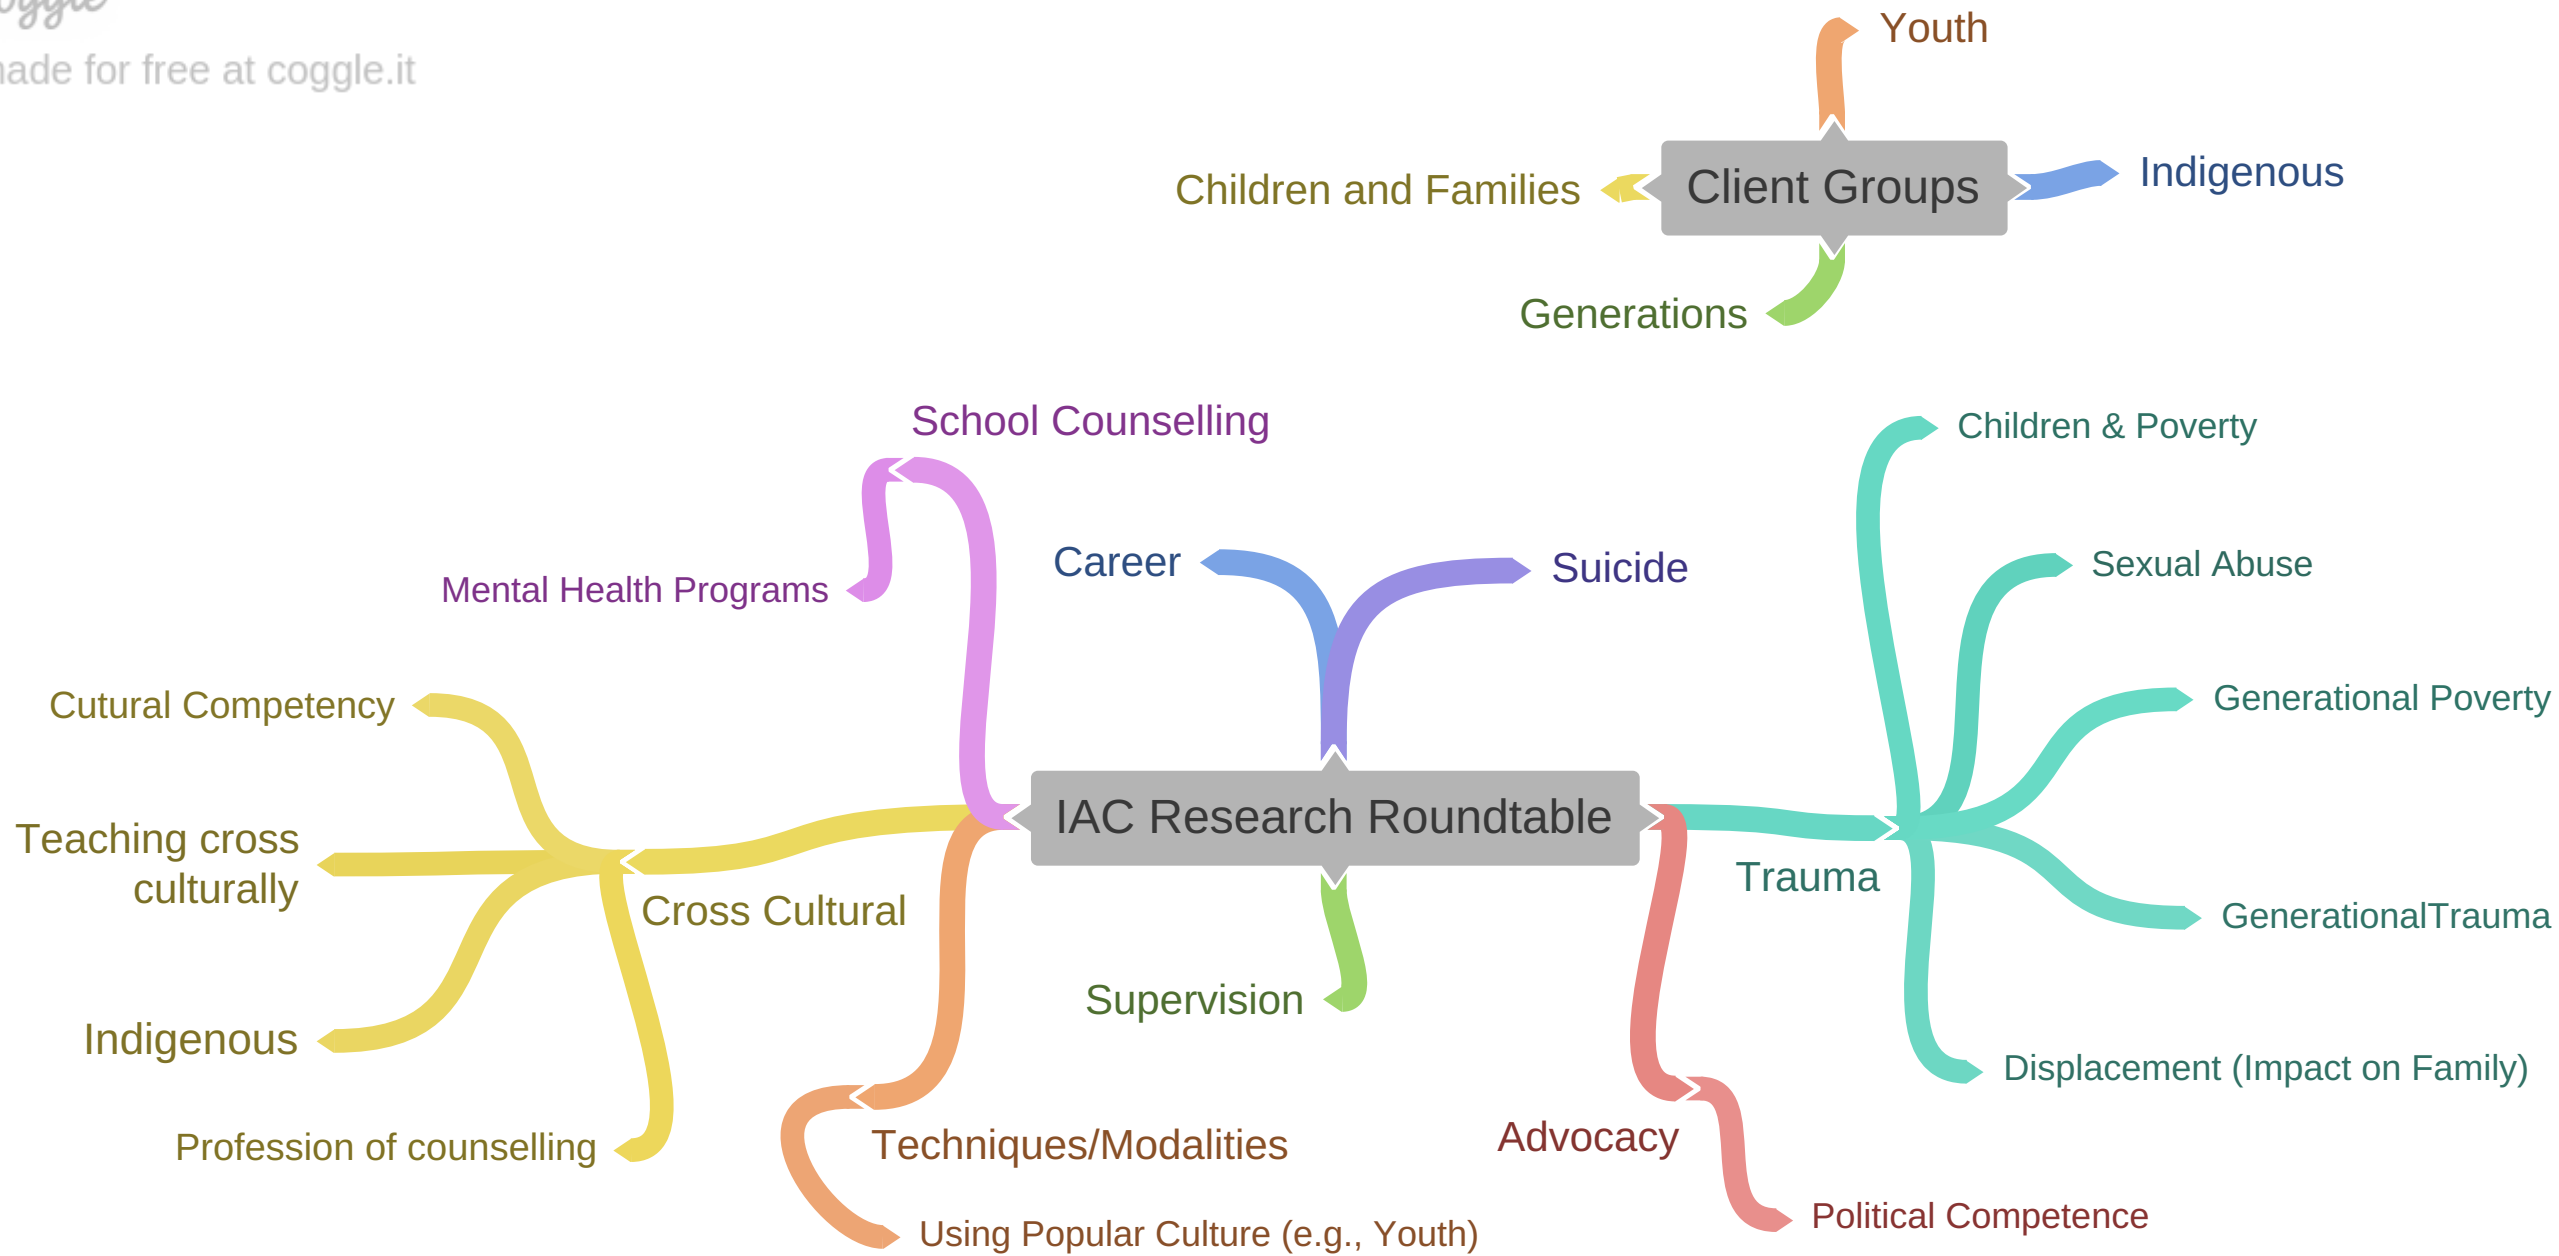 made for free at coggle.it
Youth
Client Groups
Indigenous
Children and Families
Generations
School Counselling
Mental Health Programs
Career
Suicide
Children & Poverty
Sexual Abuse
Generational Poverty
GenerationalTrauma
Displacement (Impact on Family)
Trauma
IAC Research Roundtable
Cutural Competency
Teaching cross
culturally
Indigenous
Profession of counselling
Cross Cultural
Supervision
Techniques/Modalities
Using Popular Culture (e.g., Youth)
Advocacy
Political Competence